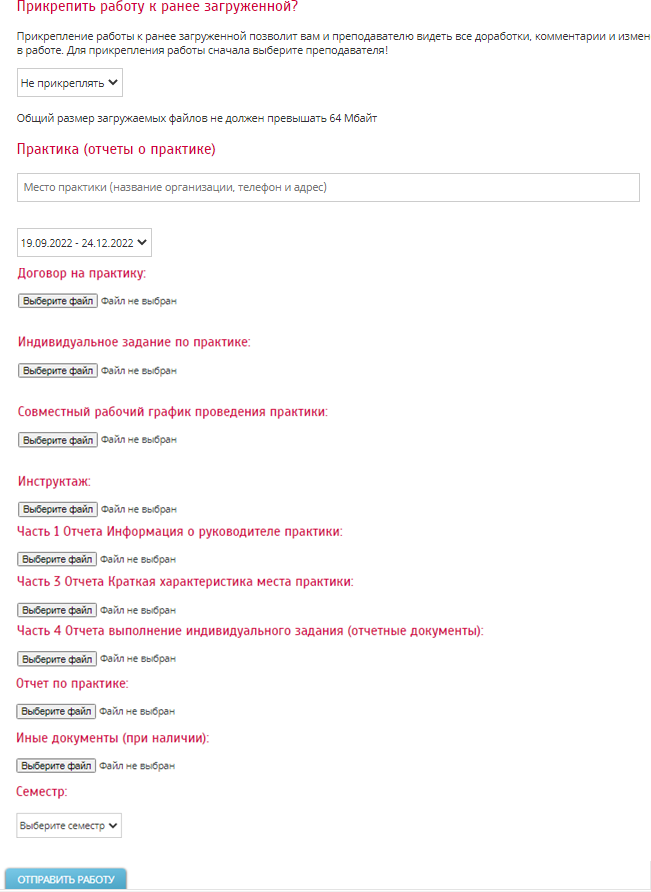 Прикрепить работу к ранее загруженной?
Прикрепление работы к ранее загруженной позволит вам и преподавателю видеть все доработки, комментарии и измен
в работе. Для прикрепления работы сначала выберите преподавателя!
Не прикреплять
Общий размер загружаемых файлов не должен превышать 64 Мбайт
Практика (отчеты о практике)
Место практики (название организации, телефон и адрес)
19.09.2022 - 24.12.2022
Договор на практику:
Выберите файл Файл не выбран
Индивидуальное задание по практике:
Выберите файл Файл не выбран
Совместный рабочий график проведения практики:
Выберите файл Файл не выбран
Инструктаж:
Выберите файл Файл не выбран
Часть 1 Отчета Информация о руководителе практики:
Выберите файл Файл не выбран
Часть 3 Отчета Краткая характеристика места практики:
Выберите файл Файл не выбран
Часть 4 Отчета выполнение индивидуального задания (отчетные документы):
Выберите файл Файл не выбран
Отчет по практике:
Выберите файл Файл не выбран
Иные документы (при наличии):
Выберите файл Файл не выбран
Семестр:
Выберите семестр
ОТПРАВИТЬ РАБОТУ